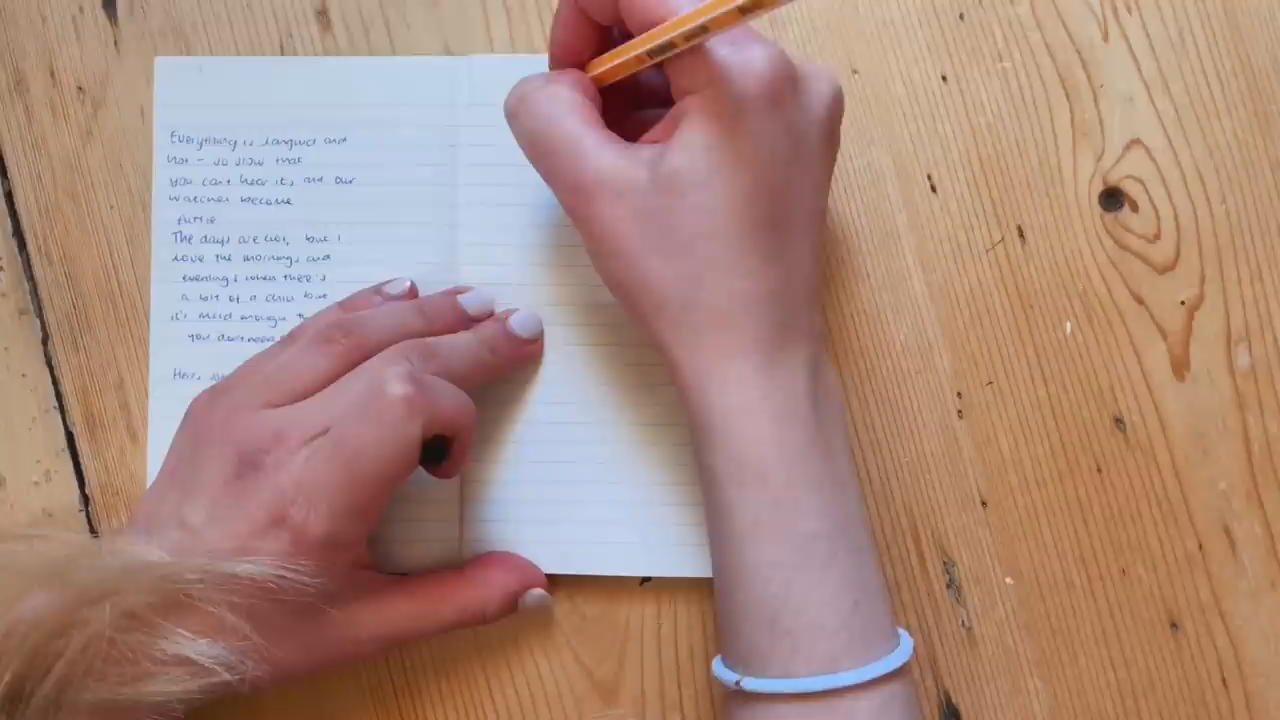 Everything is languid and
hot - so slow that
you can't hear it, and our
watches become
futile
The days are hot, but I
love the mornings and
evenings when there's
a bit of a chill but
it's mild enough
you don't need
Here,